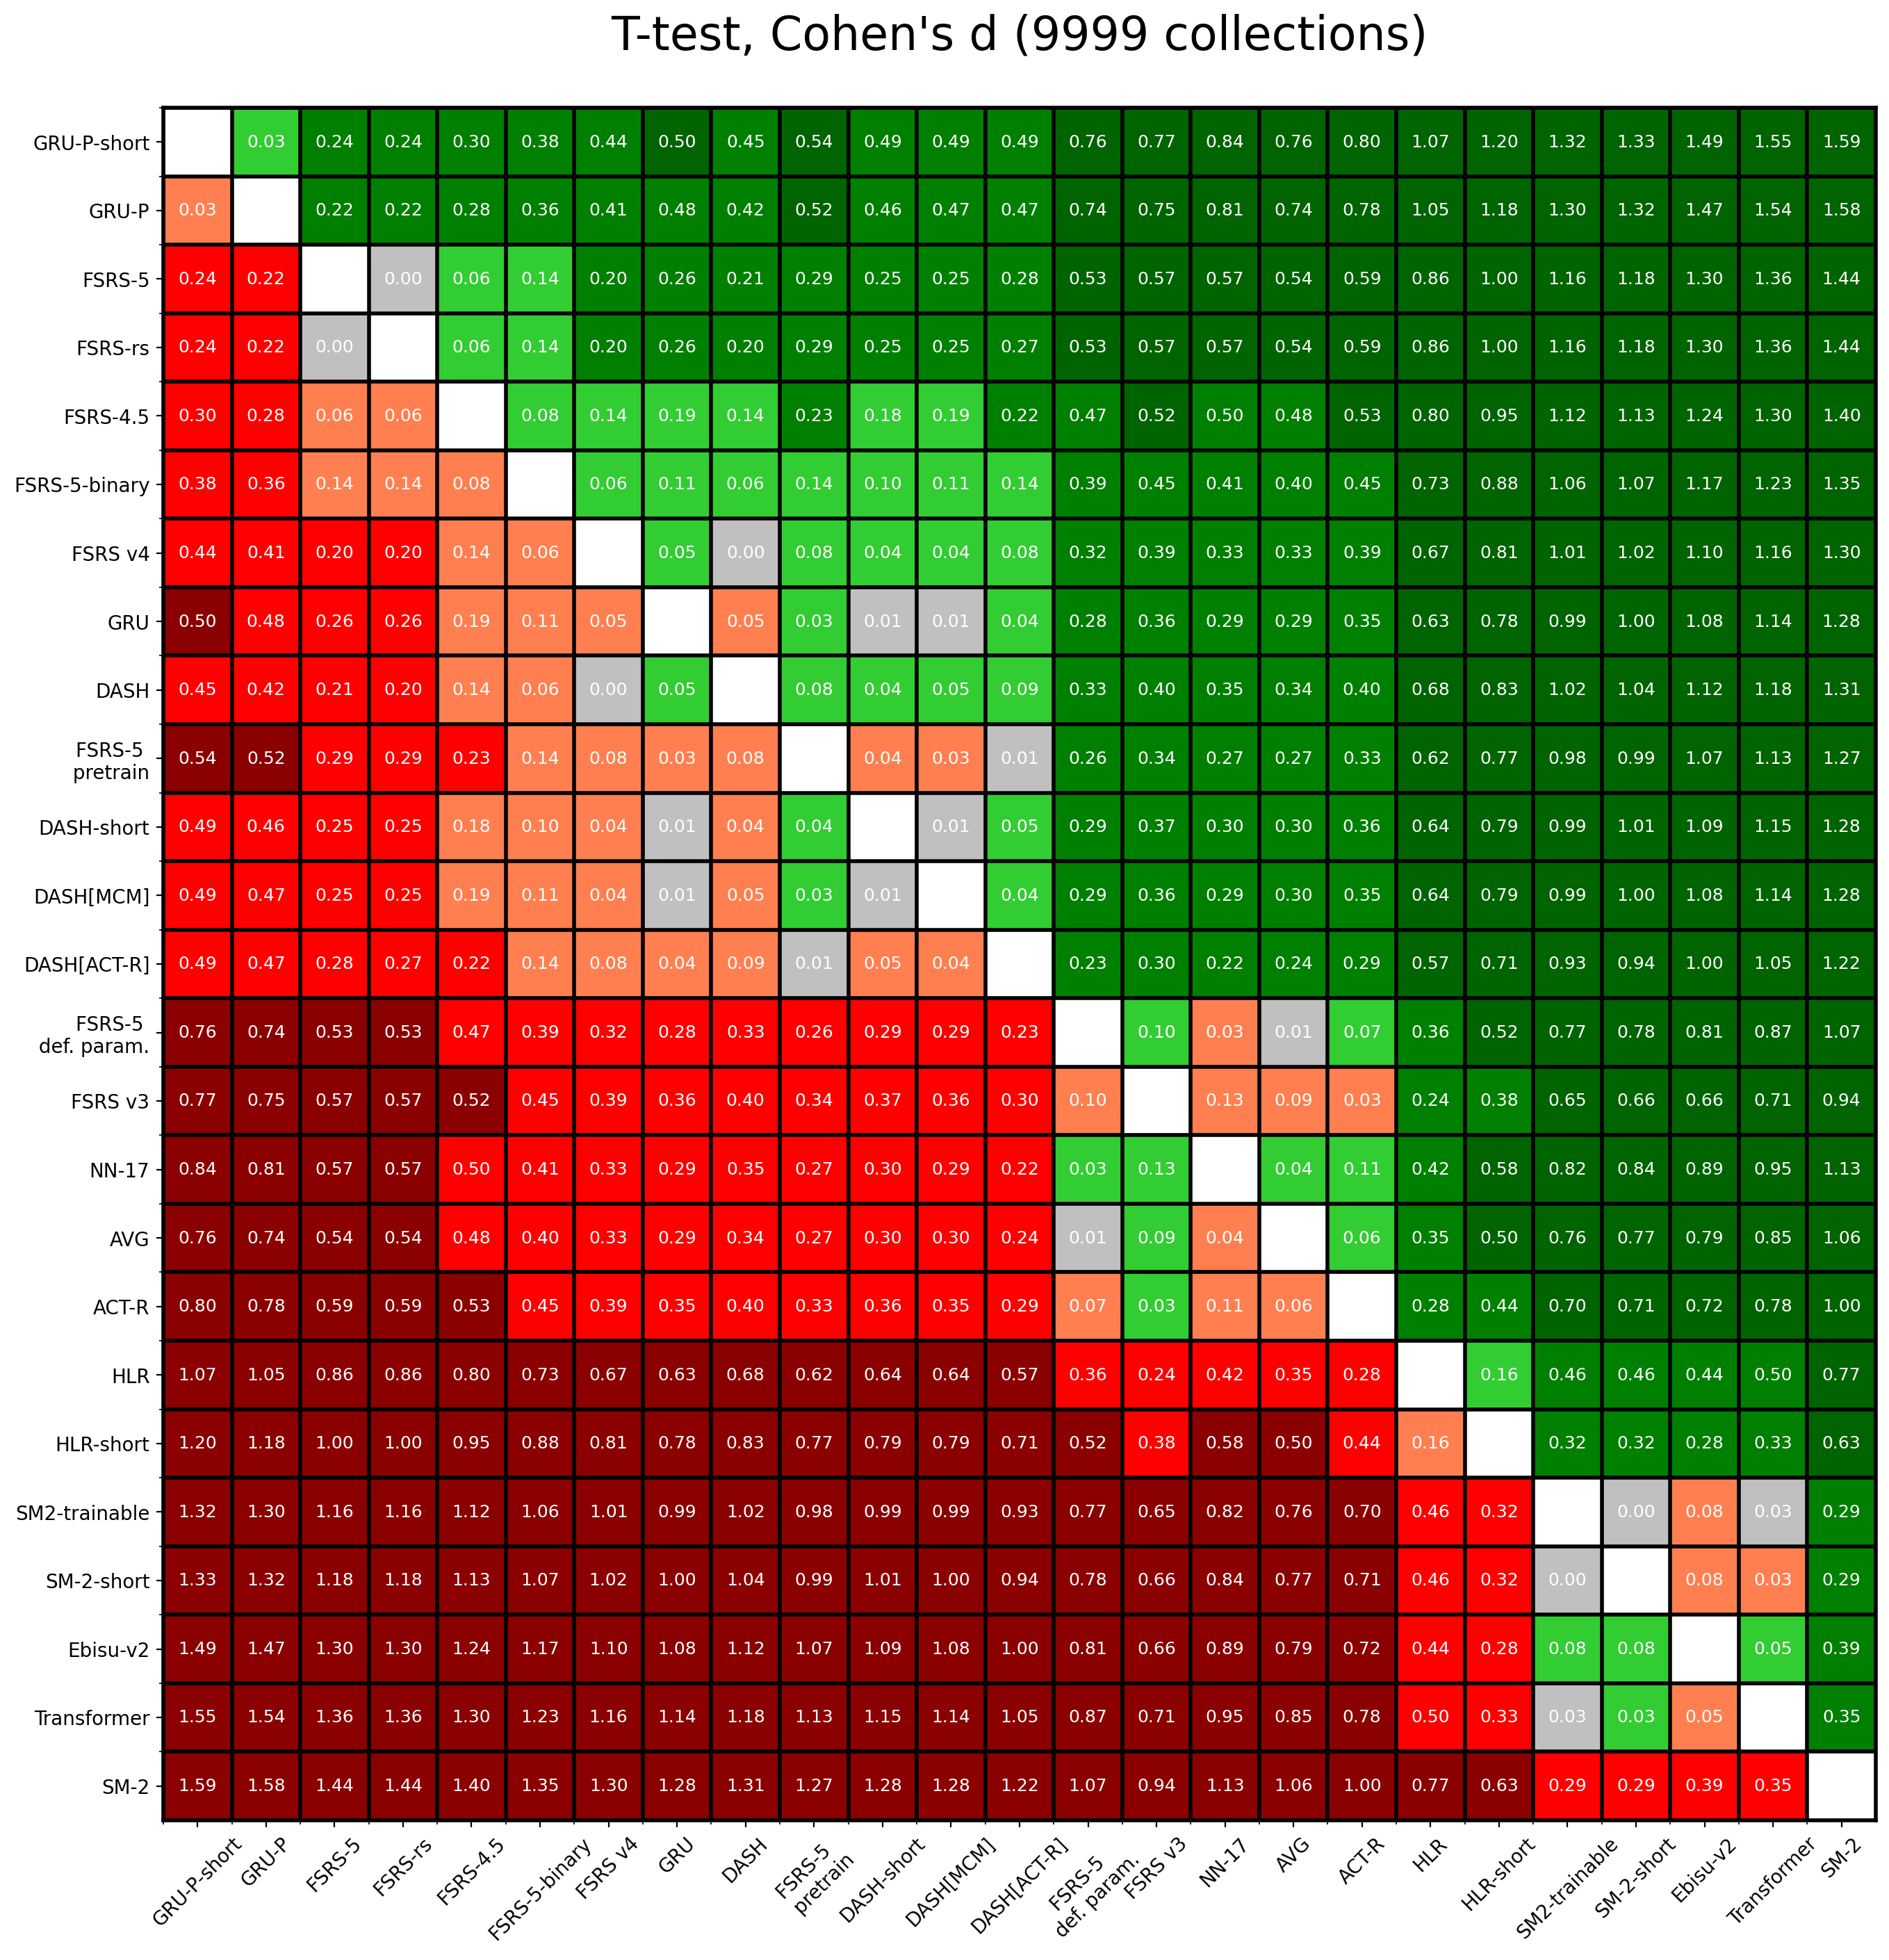 T-test, Cohen's d (9999 collections)
GRU-P-short 0.03 0.24 0.24 0.30 0.38 0.44 0.50 0.45 0.54 0.49 0.49 0.49 0.76 0.77 0.84 0.76 0.80 1.07 1.20 1.32 1.33 1.49 1.55 1.59
GRU-P 0.03 0.22 0.22 0.28 0.36 0.41 0.48 0.42 0.52 0.46 0.47 0.47 0.74 0.75 0.81 0.74 0.78 1.05 1.18 1.30 1.32 1.47 1.54 1.58
FSRS-5 0.24 0.22 0.00 0.06 0.14 0.20 0.26 0.21 0.29 0.25 0.25 0.28 0.53 0.57 0.57 0.54 0.59 0.86 1.00 1.16 1.18 1.30 1.36 1.44
FSRS-rs 0.24 0.22 0.00 0.06 0.14 0.20 0.26 0.20 0.29 0.25 0.25 0.27 0.53 0.57 0.57 0.54 0.59 0.86 1.00 1.16 1.18 1.30 1.36 1.44
FSRS-4.5 0.30 0.28 0.06 0.06 0.08 0.14 0.19 0.14 0.23 0.18 0.19 0.22 0.47 0.52 0.50 0.48 0.53 0.80 0.95 1.12 1.13 1.24 1.30 1.40
FSRS-5-binary 0.38 0.36 0.14 0.14 0.08 0.06 0.11 0.06 0.14 0.10 0.11 0.14 0.39 0.45 0.41 0.40 0.45 0.73 0.88 1.06 1.07 1.17 1.23 1.35
FSRS v4 0.44 0.41 0.20 0.20 0.14 0.06 0.05 0.00 0.08 0.04 0.04 0.08 0.32 0.39 0.33 0.33 0.39 0.67 0.81 1.01 1.02 1.10 1.16 1.30
GRU 0.50 0.48 0.26 0.26 0.19 0.11 0.05 0.05 0.03 0.01 0.01 0.04 0.28 0.36 0.29 0.29 0.35 0.63 0.78 0.99 1.00 1.08 1.14 1.28
DASH 0.45 0.42 0.21 0.20 0.14 0.06 0.00 0.05 0.08 0.04 0.05 0.09 0.33 0.40 0.35 0.34 0.40 0.68 0.83 1.02 1.04 1.12 1.18 1.31
FSRS-5
pretrain 0.54 0.52 0.29 0.29 0.23 0.14 0.08 0.03 0.08 0.04 0.03 0.01 0.26 0.34 0.27 0.27 0.33 0.62 0.77 0.98 0.99 1.07 1.13 1.27
DASH-short 0.49 0.46 0.25 0.25 0.18 0.10 0.04 0.01 0.04 0.04 0.01 0.05 0.29 0.37 0.30 0.30 0.36 0.64 0.79 0.99 1.01 1.09 1.15 1.28
DASH[MCM] 0.49 0.47 0.25 0.25 0.19 0.11 0.04 0.01 0.05 0.03 0.01 0.04 0.29 0.36 0.29 0.30 0.35 0.64 0.79 0.99 1.00 1.08 1.14 1.28
DASH[ACT-R] 0.49 0.47 0.28 0.27 0.22 0.14 0.08 0.04 0.09 0.01 0.05 0.04 0.23 0.30 0.22 0.24 0.29 0.57 0.71 0.93 0.94 1.00 1.05 1.22
FSRS-5
def. param. 0.76 0.74 0.53 0.53 0.47 0.39 0.32 0.28 0.33 0.26 0.29 0.29 0.23 0.10 0.03 0.01 0.07 0.36 0.52 0.77 0.78 0.81 0.87 1.07
FSRS v3 0.77 0.75 0.57 0.57 0.52 0.45 0.39 0.36 0.40 0.34 0.37 0.36 0.30 0.10 0.13 0.09 0.03 0.24 0.38 0.65 0.66 0.66 0.71 0.94
NN-17 0.84 0.81 0.57 0.57 0.50 0.41 0.33 0.29 0.35 0.27 0.30 0.29 0.22 0.03 0.13 0.04 0.11 0.42 0.58 0.82 0.84 0.89 0.95 1.13
AVG 0.76 0.74 0.54 0.54 0.48 0.40 0.33 0.29 0.34 0.27 0.30 0.30 0.24 0.01 0.09 0.04 0.06 0.35 0.50 0.76 0.77 0.79 0.85 1.06
ACT-R 0.80 0.78 0.59 0.59 0.53 0.45 0.39 0.35 0.40 0.33 0.36 0.35 0.29 0.07 0.03 0.11 0.06 0.28 0.44 0.70 0.71 0.72 0.78 1.00
HLR 1.07 1.05 0.86 0.86 0.80 0.73 0.67 0.63 0.68 0.62 0.64 0.64 0.57 0.36 0.24 0.42 0.35 0.28 0.16 0.46 0.46 0.44 0.50 0.77
HLR-short 1.20 1.18 1.00 1.00 0.95 0.88 0.81 0.78 0.83 0.77 0.79 0.79 0.71 0.52 0.38 0.58 0.50 0.44 0.16 0.32 0.32 0.28 0.33 0.63
SM2-trainable 1.32 1.30 1.16 1.16 1.12 1.06 1.01 0.99 1.02 0.98 0.99 0.99 0.93 0.77 0.65 0.82 0.76 0.70 0.46 0.32 0.00 0.08 0.03 0.29
SM-2-short 1.33 1.32 1.18 1.18 1.13 1.07 1.02 1.00 1.04 0.99 1.01 1.00 0.94 0.78 0.66 0.84 0.77 0.71 0.46 0.32 0.00 0.08 0.03 0.29
Ebisu-v2 1.49 1.47 1.30 1.30 1.24 1.17 1.10 1.08 1.12 1.07 1.09 1.08 1.00 0.81 0.66 0.89 0.79 0.72 0.44 0.28 0.08 0.08 0.05 0.39
Transformer 1.55 1.54 1.36 1.36 1.30 1.23 1.16 1.14 1.18 1.13 1.15 1.14 1.05 0.87 0.71 0.95 0.85 0.78 0.50 0.33 0.03 0.03 0.05 0.35
SM-2 1.59 1.58 1.44 1.44 1.40 1.35 1.30 1.28 1.31 1.27 1.28 1.28 1.22 1.07 0.94 1.13 1.06 1.00 0.77 0.63 0.29 0.29 0.39 0.35
GRU-P-short
GRU-P
FSRS-5
FSRS-rs
FSRS-4.5
FSRS-5-binary
FSRS v4
GRU
DASH
FSRS-5
pretrain
DASH-short
DASH[MCM]
DASH[ACT-R]
FSRS-5
def. param.
FSRS v3
NN-17
AVG
ACT-R
HLR
HLR-short
SM2-trainable
SM-2-short
Ebisu-v2
Transformer
SM-2